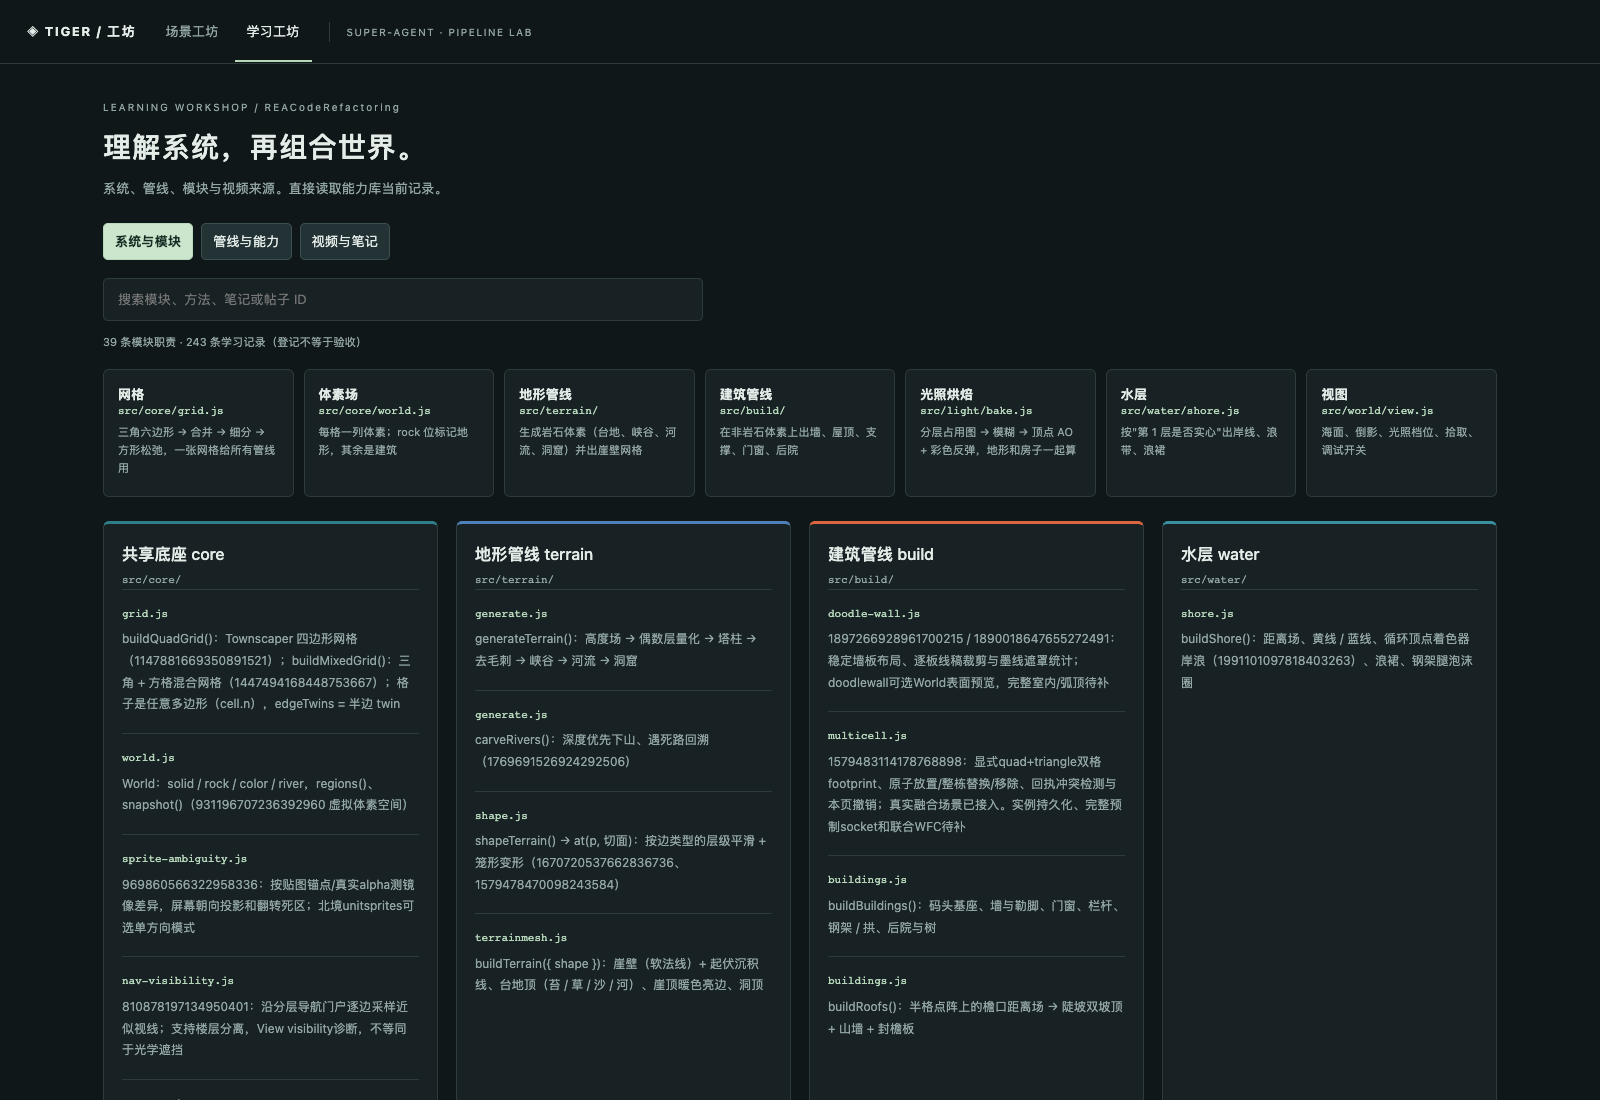 ◈ TIGER / 工坊
场景工坊
学习工坊
SUPER-AGENT · PIPELINE LAB
LEARNING WORKSHOP / REACodeRefactoring
理解系统，再组合世界。
系统、管线、模块与视频来源。直接读取能力库当前记录。
系统与模块
管线与能力
视频与笔记
搜索模块、方法、笔记或帖子 ID
39 条模块职责 · 243 条学习记录（登记不等于验收）
网格
src/core/grid.js
三角六边形 → 合并 → 细分 →
方形松弛，一张网格给所有管线
用
体素场
src/core/world.js
每格一列体素；rock 位标记地
形，其余是建筑
地形管线
src/terrain/
生成岩石体素（台地、峡谷、河
流、洞窟）并出崖壁网格
建筑管线
src/build/
在非岩石体素上出墙、屋顶、支
撑、门窗、后院
光照烘焙
src/light/bake.js
分层占用图 → 模糊 → 顶点 AO
+ 彩色反弹，地形和房子一起算
水层
src/water/shore.js
按"第 1 层是否实心"出岸线、浪
带、浪裙
视图
src/world/view.js
海面、倒影、光照档位、拾取、
调试开关
共享底座 core
src/core/
grid.js
buildQuadGrid()：Townscaper 四边形网格
（1147881669350891521）；buildMixedGrid()：三
角 + 方格混合网格（1447494168448753667）；格
子是任意多边形（cell.n），edgeTwins = 半边 twin
world.js
World：solid / rock / color / river，regions()、
snapshot()（931196707236392960 虚拟体素空间）
sprite-ambiguity.js
969860566322958336：按贴图锚点/真实alpha测镜
像差异，屏幕朝向投影和翻转死区；北境unitsprites可
选单方向模式
nav-visibility.js
810878197134950401：沿分层导航门户逐边采样近
似视线；支持楼层分离，View visibility诊断，不等同
于光学遮挡
地形管线 terrain
src/terrain/
generate.js
generateTerrain()：高度场 → 偶数层量化 → 塔柱 →
去毛刺 → 峡谷 → 河流 → 洞窟
generate.js
carveRivers()：深度优先下山、遇死路回溯
（1769691526924292506）
shape.js
shapeTerrain() → at(p, 切面)：按边类型的层级平滑 +
笼形变形（1670720537662836736、
1579478470098243584）
terrainmesh.js
buildTerrain({ shape })：崖壁（软法线）+ 起伏沉积
线、台地顶（苔 / 草 / 沙 / 河）、崖顶暖色亮边、洞顶
建筑管线 build
src/build/
doodle-wall.js
1897266928961700215 / 1890018647655272491：
稳定墙板布局、逐板线稿裁剪与墨线遮罩统计；
doodlewall可选World表面预览，完整室内/弧顶待补
multicell.js
1579483114178768898：显式quad+triangle双格
footprint、原子放置/整栋替换/移除、回执冲突检测与
本页撤销；真实融合场景已接入。实例持久化、完整预
制socket和联合WFC待补
buildings.js
buildBuildings()：码头基座、墙与勒脚、门窗、栏杆、
钢架 / 拱、后院与树
buildings.js
buildRoofs()：半格点阵上的檐口距离场 → 陡坡双坡顶
+ 山墙 + 封檐板
水层 water
src/water/
shore.js
buildShore()：距离场、黄线 / 蓝线、循环顶点着色器
岸浪（1991101097818403263）、浪裙、钢架腿泡沫
圈